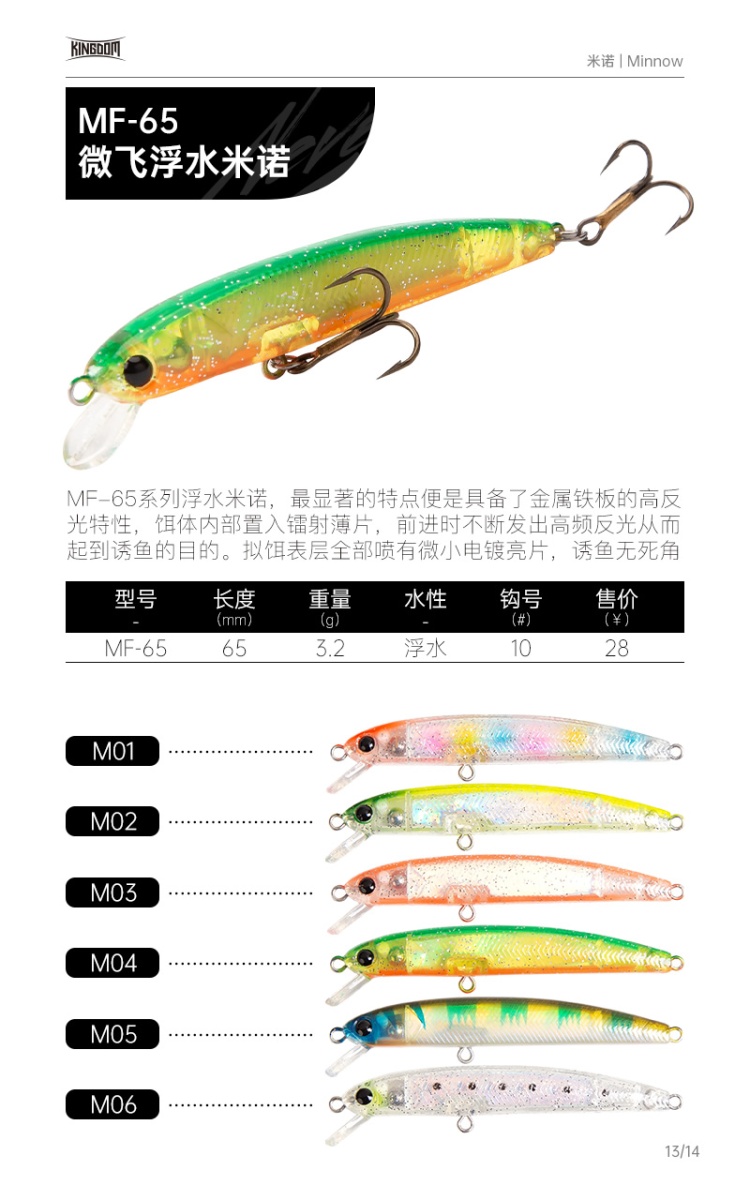 KINGDOM
米诺 | Minnow
MF-65
微飞浮水米诺
MF-65系列浮水米诺，最显著的特点便是具备了金属铁板的高反
光特性，饵体内部置入镭射薄片，前进时不断发出高频反光从而
起到诱鱼的目的。拟饵表层全部喷有微小电镀亮片，诱鱼无死角
型号 长度 重量 水性 钩号 售价
- (mm) (g) - (#) (¥)
MF-65 65 3.2 浮水 10 28
M01
M02
M03
M04
M05
M06
13/14